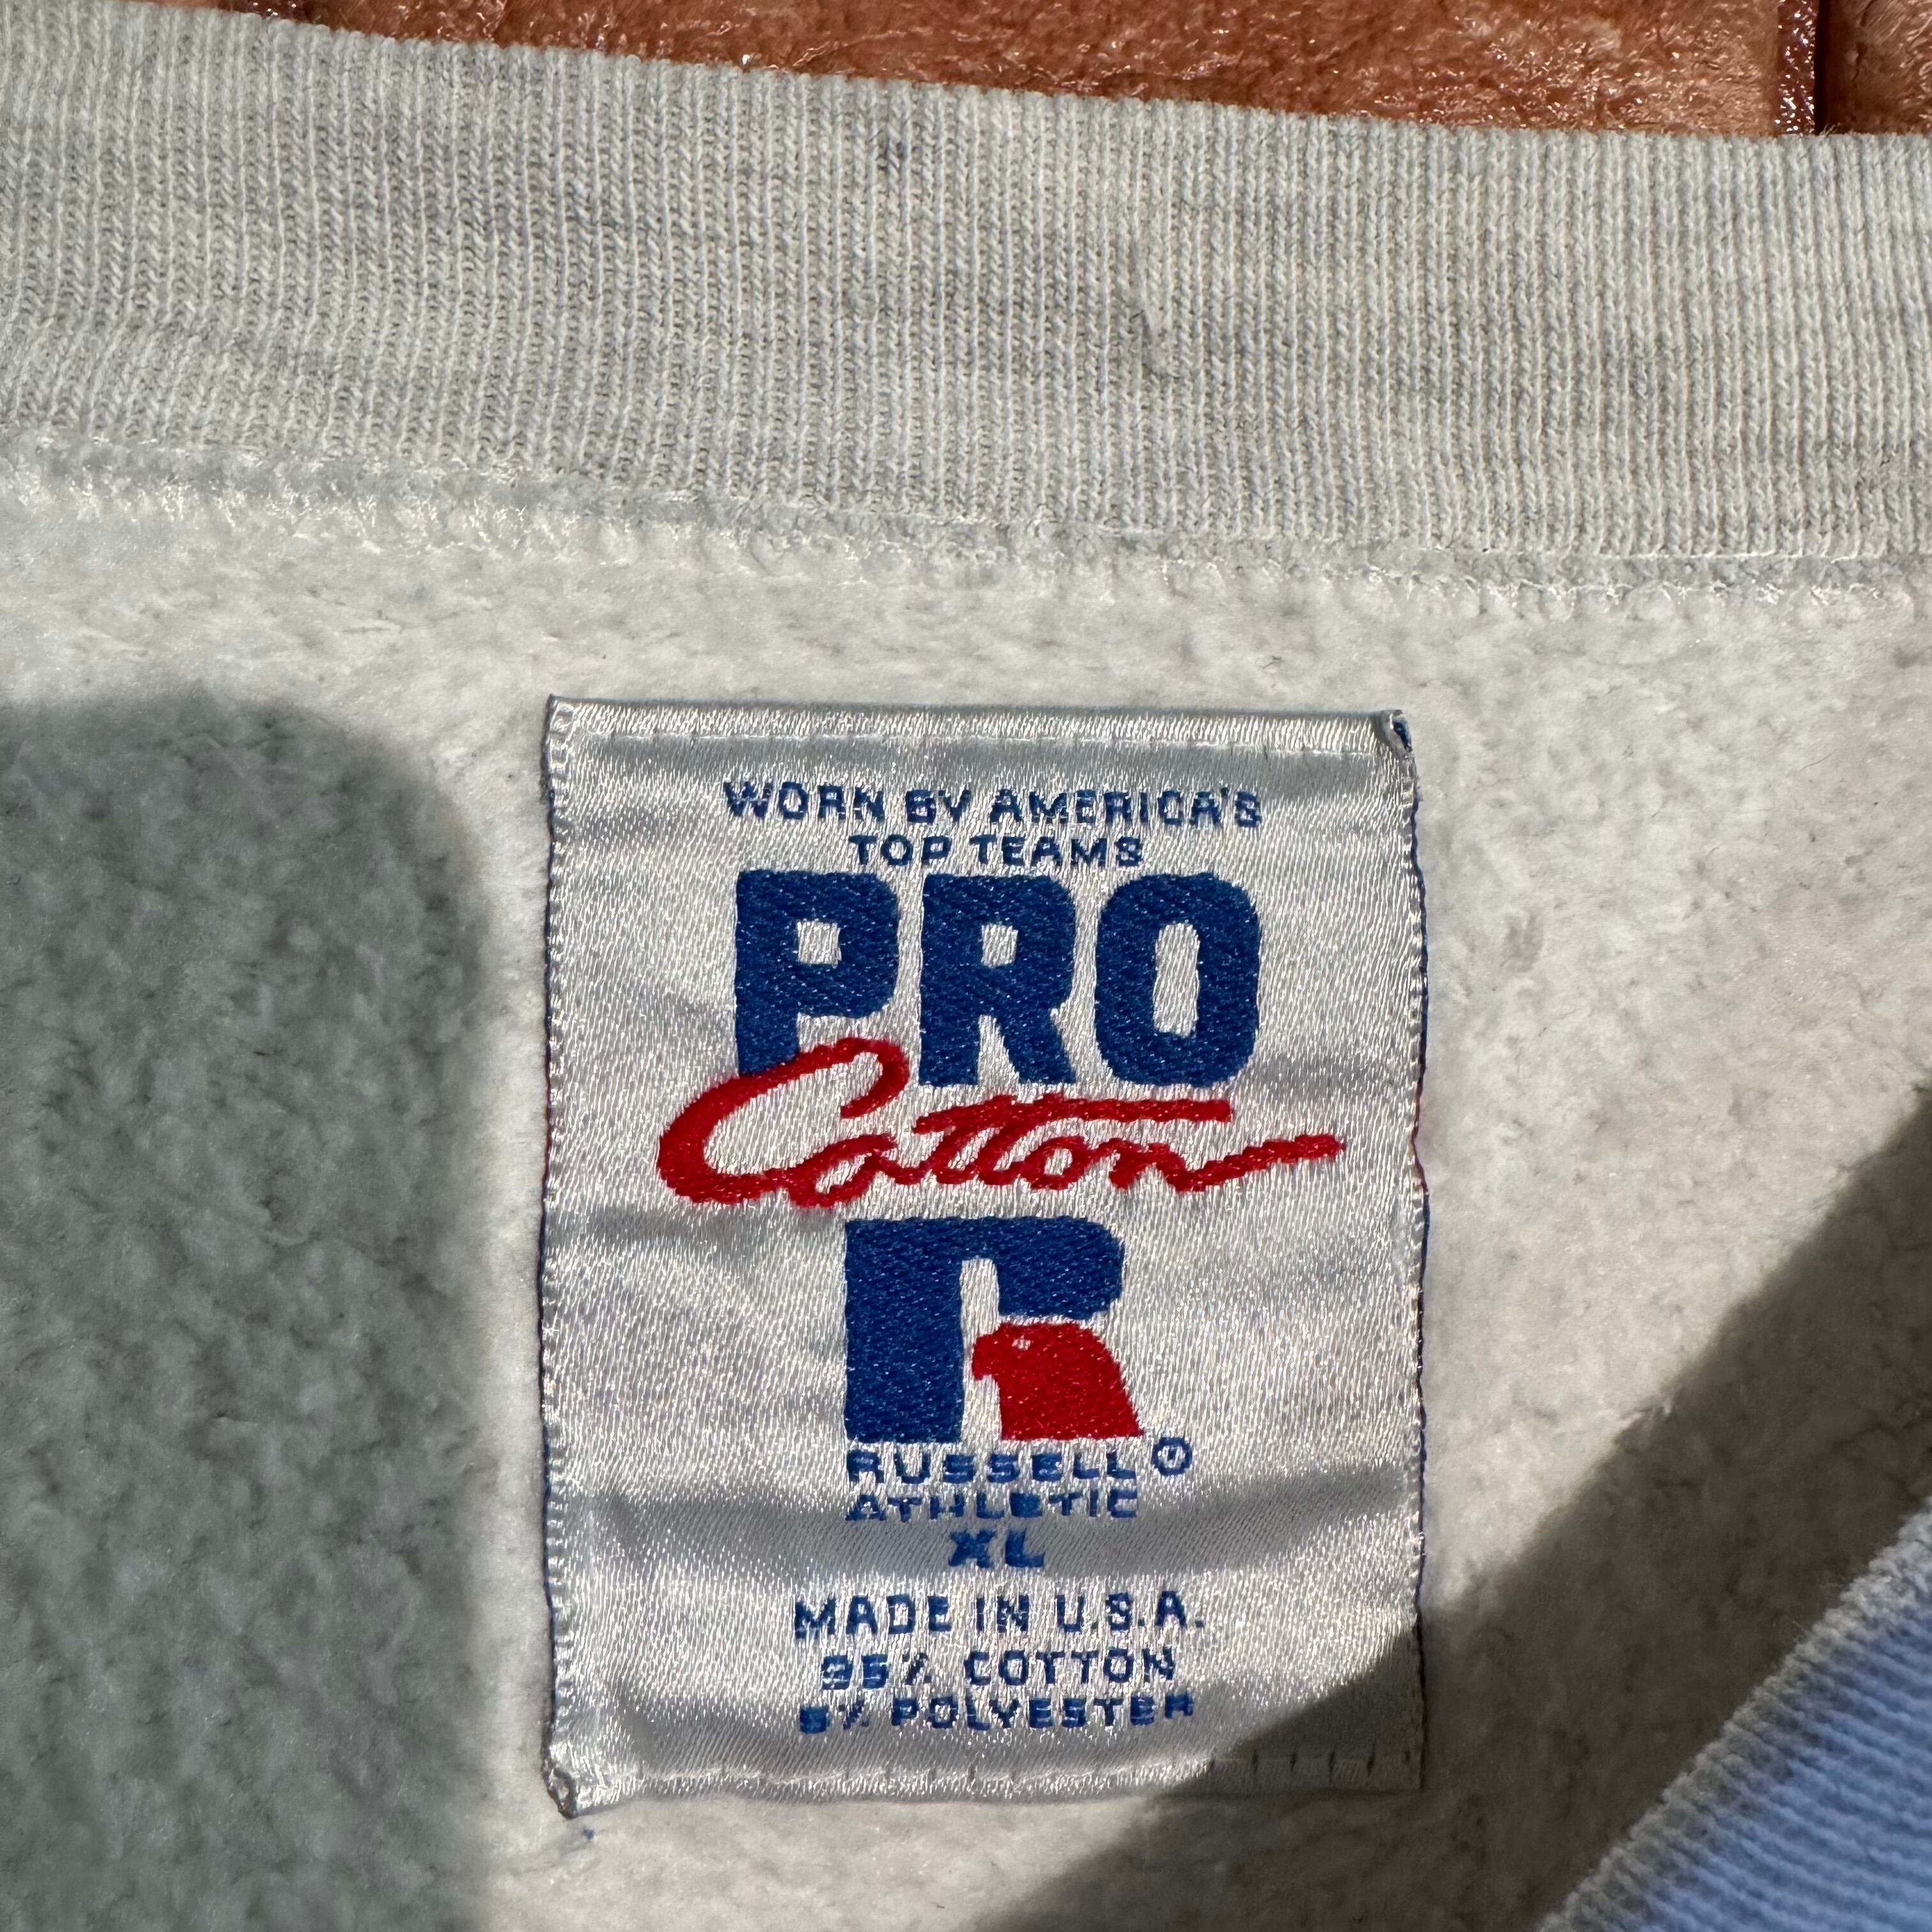 WORN BY AMERICA'S
TOP TEAMS
PRO
Cotton
R
RUSSELL ®
ATHLETIC
XL
MADE IN U.S.A.
95% COTTON
5% POLYESTER